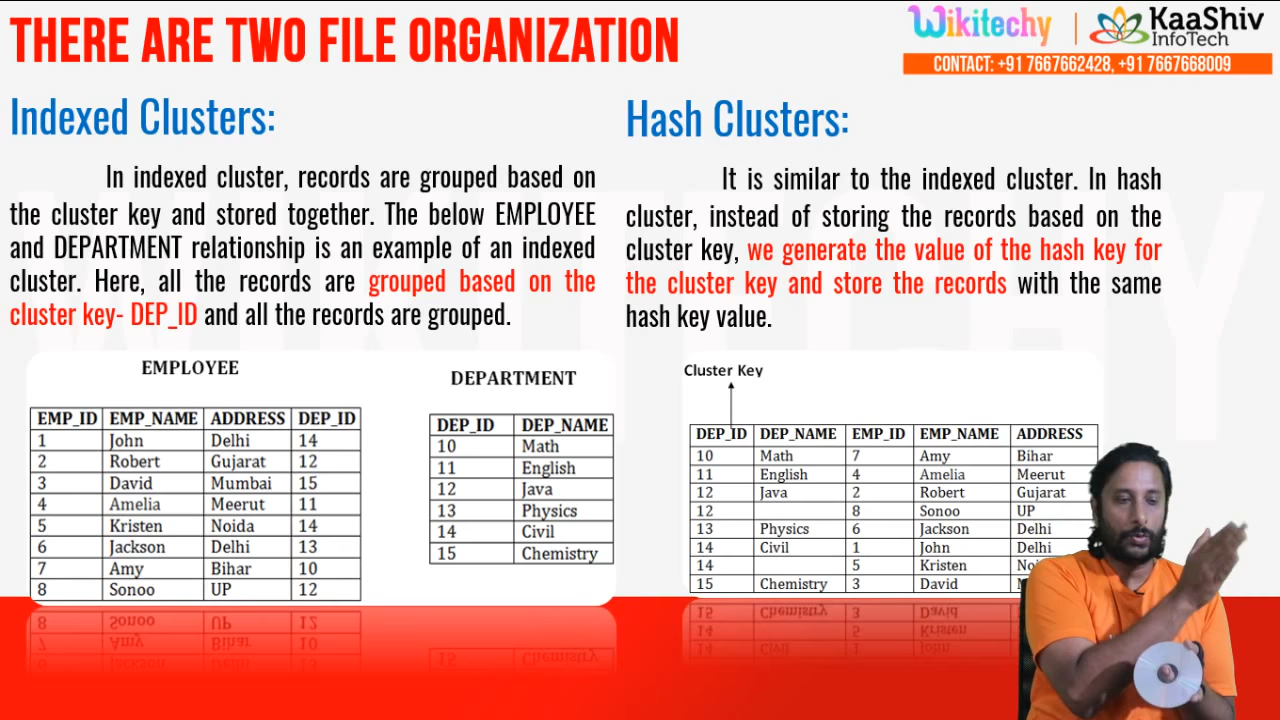 THERE ARE TWO FILE ORGANIZATION
Wikitechy
KaaShiv
InfoTech
CONTACT: +91 7667662428, +91 7667668009
Indexed Clusters:
In indexed cluster, records are grouped based on
the cluster key and stored together. The below EMPLOYEE
and DEPARTMENT relationship is an example of an indexed
cluster. Here, all the records are grouped based on the
cluster key- DEP_ID and all the records are grouped.
EMPLOYEE
EMP_ID EMP_NAME ADDRESS DEP_ID
1 John Delhi 14
2 Robert Gujarat 12
3 David Mumbai 15
4 Amelia Meerut 11
5 Kristen Noida 14
6 Jackson Delhi 13
7 Amy Bihar 10
8 Sonoo UP 12
DEPARTMENT
DEP_ID DEP_NAME
10 Math
11 English
12 Java
13 Physics
14 Civil
15 Chemistry
Hash Clusters:
It is similar to the indexed cluster. In hash
cluster, instead of storing the records based on the
cluster key, we generate the value of the hash key for
the cluster key and store the records with the same
hash key value.
Cluster Key
DEP_ID DEP_NAME EMP_ID EMP_NAME ADDRESS
10 Math 7 Amy Bihar
11 English 4 Amelia Meerut
12 Java 2 Robert Gujarat
12 8 Sonoo UP
13 Physics 6 Jackson Delhi
14 Civil 1 John Delhi
14 5 Kristen
15 Chemistry 3 David